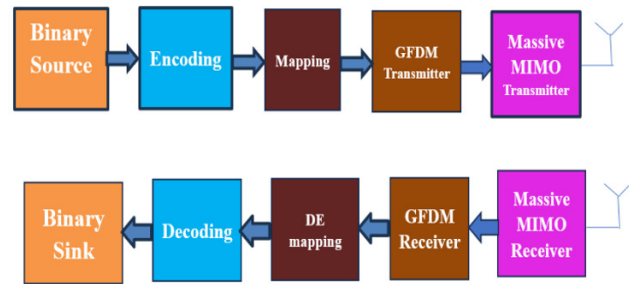 Binary
Source
Encoding
Mapping
GFDM
Transmitter
Massive
MIMO
Transmitter
Binary
Sink
Decoding
DE
mapping
GFDM
Receiver
Massive
MIMO
Receiver